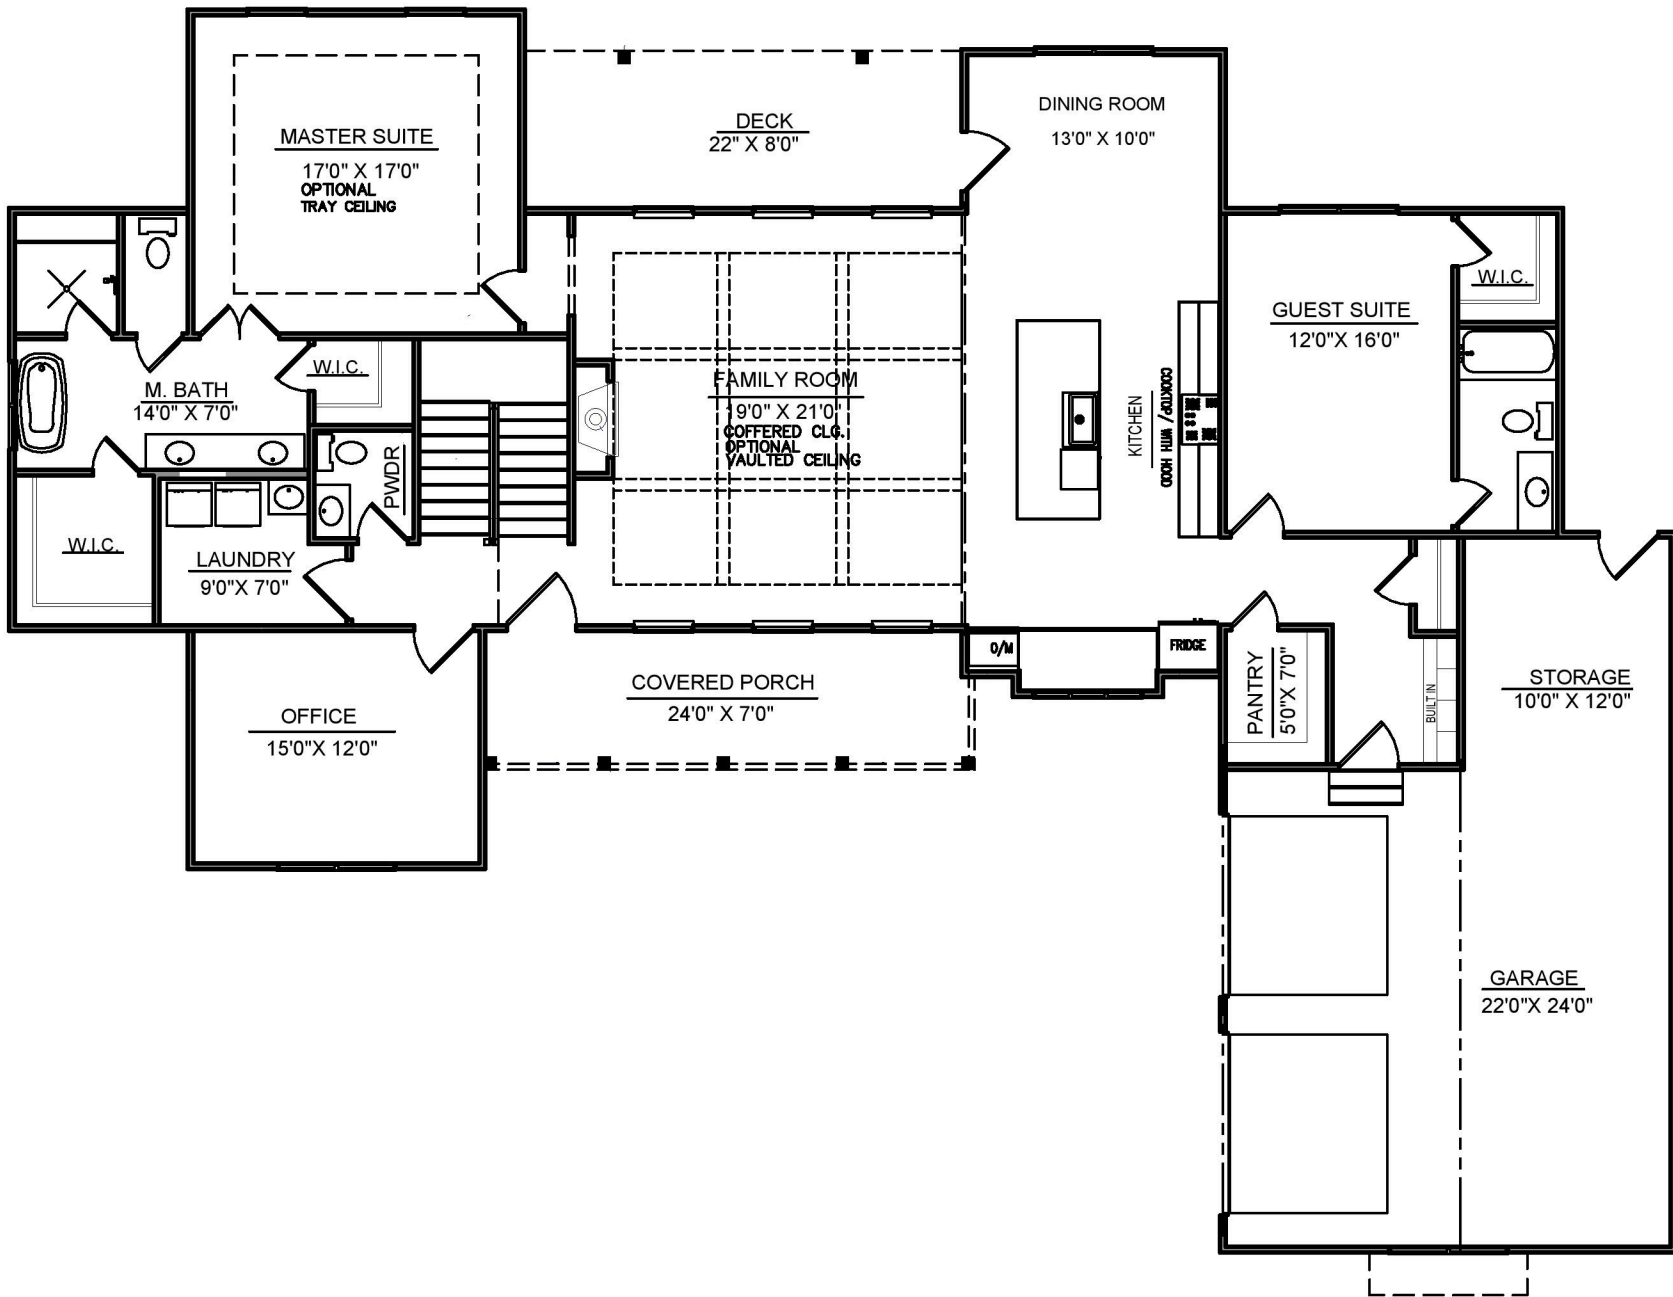 MASTER SUITE
17'0" X 17'0"
OPTIONAL
TRAY CEILING
DECK
22" X 8'0"
DINING ROOM
13'0" X 10'0"
W.I.C.
GUEST SUITE
12'0"X 16'0"
M. BATH
14'0" X 7'0"
W.I.C.
FAMILY ROOM
19'0" X 21'0'
COFFERED CLG.
OPTIONAL
VAULTED CEILING
KITCHEN
COOKTOP/ WITH HOOD
PWDR
W.I.C.
LAUNDRY
9'0"X 7'0"
O/M
FRIDGE
PANTRY
5'0"X 7'0"
BUILT IN
STORAGE
10'0" X 12'0"
COVERED PORCH
24'0" X 7'0"
OFFICE
15'0"X 12'0"
GARAGE
22'0"X 24'0"